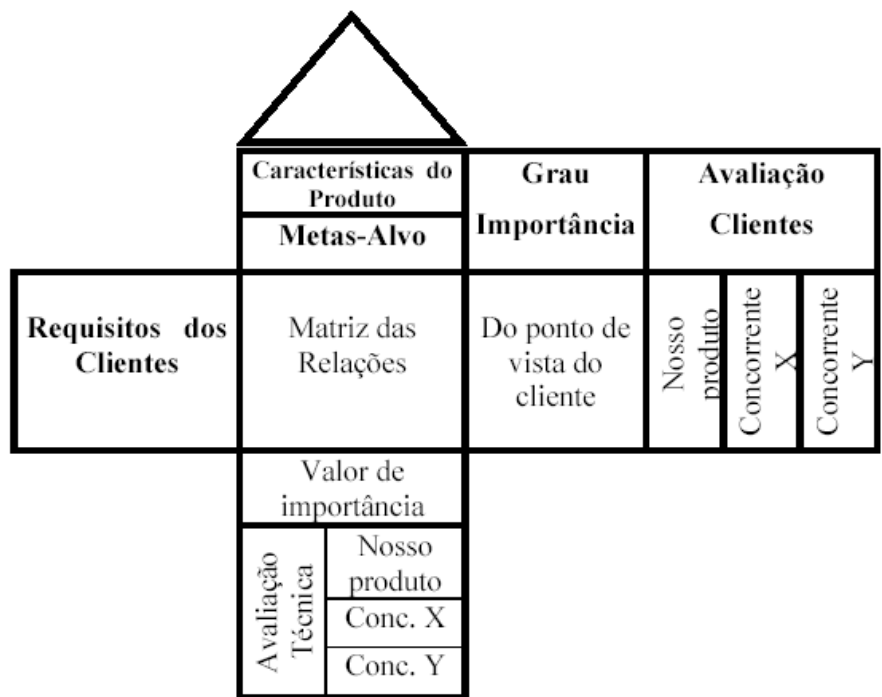 Características do
Produto
Metas-Alvo
Grau
Importância
Avaliação
Clientes
Requisitos dos
Clientes
Matriz das
Relações
Do ponto de
vista do
cliente
Nosso
produto
Concorrente
X
Concorrente
Y
Valor de
importância
Avaliação
Técnica
Nosso
produto
Conc. X
Conc. Y